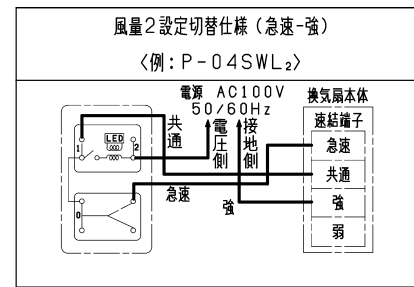 風量2設定切替仕様（急速-強）
〈例：P-04SWL₂〉
電源 AC100V
50/60Hz
換気扇本体
速結端子
共通
電圧側
接地側
急速
共通
強
弱
LED
1
2
0
急速
強